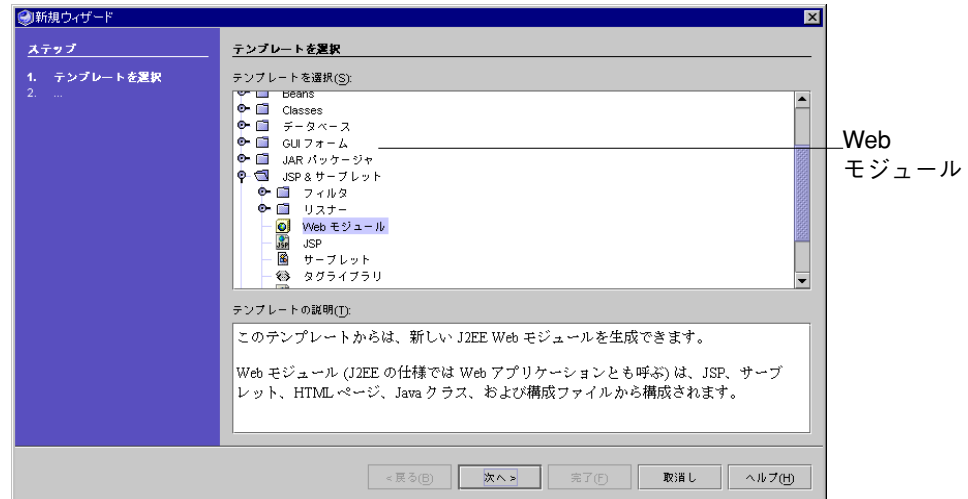 新規ウィザード
ステップ
1. テンプレートを選択
2. ...
テンプレートを選択
テンプレートを選択(S):
Beans
Classes
データベース
GUI フォーム
JAR パッケージャ
JSP & サーブレット
フィルタ
リスナー
Web モジュール
JSP
サーブレット
タグライブラリ
テンプレートの説明(T):
このテンプレートからは、新しい J2EE Web モジュールを生成できます。
Web モジュール (J2EE の仕様では Web アプリケーションとも呼ぶ) は、JSP、サーブ
レット、HTML ページ、Java クラス、および構成ファイルから構成されます。
< 戻る(B)
次へ >
完了(F)
取消し
ヘルプ(H)
Web
モジュール